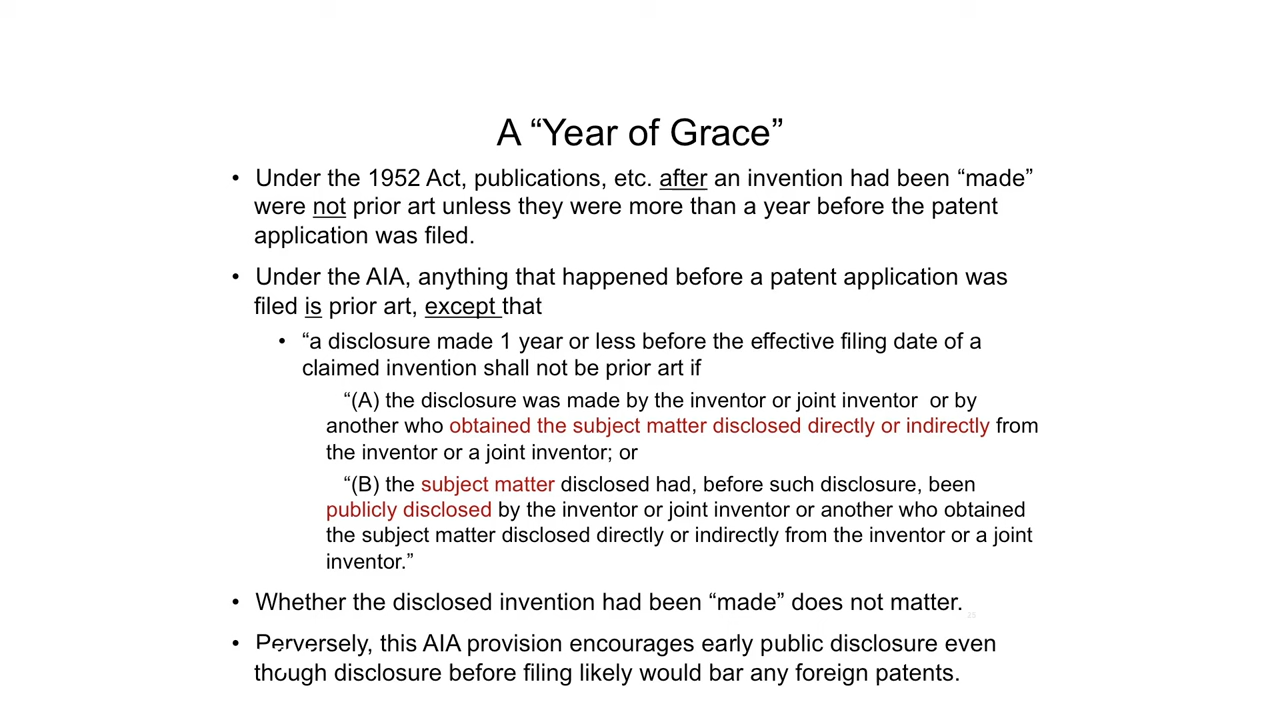 A “Year of Grace”
• Under the 1952 Act, publications, etc. after an invention had been “made”
were not prior art unless they were more than a year before the patent
application was filed.
• Under the AIA, anything that happened before a patent application was
filed is prior art, except that
• “a disclosure made 1 year or less before the effective filing date of a
claimed invention shall not be prior art if
“(A) the disclosure was made by the inventor or joint inventor or by
another who obtained the subject matter disclosed directly or indirectly from
the inventor or a joint inventor; or
“(B) the subject matter disclosed had, before such disclosure, been
publicly disclosed by the inventor or joint inventor or another who obtained
the subject matter disclosed directly or indirectly from the inventor or a joint
inventor.”
• Whether the disclosed invention had been “made” does not matter.
25
• Perversely, this AIA provision encourages early public disclosure even
though disclosure before filing likely would bar any foreign patents.